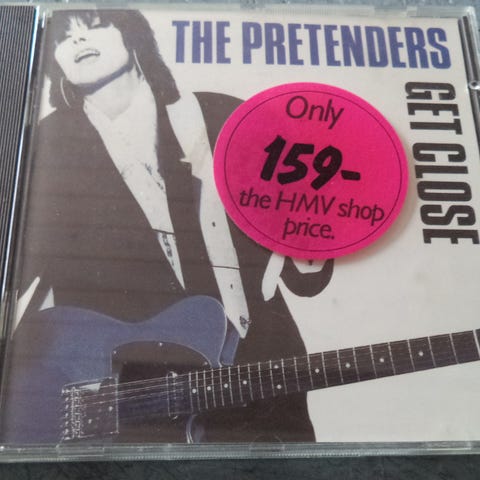 THE PRETENDERS
GET CLOSE
Only
159-
the HMV shop
price.